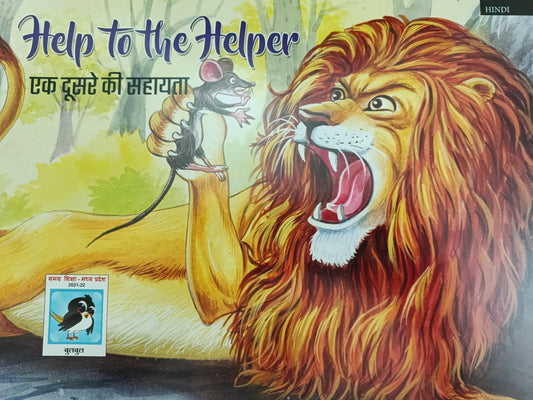 HINDI
Help to the Helper
एक दूसरे की सहायता
समग्र शिक्षा - मध्य प्रदेश
2021-22
बुलबुल